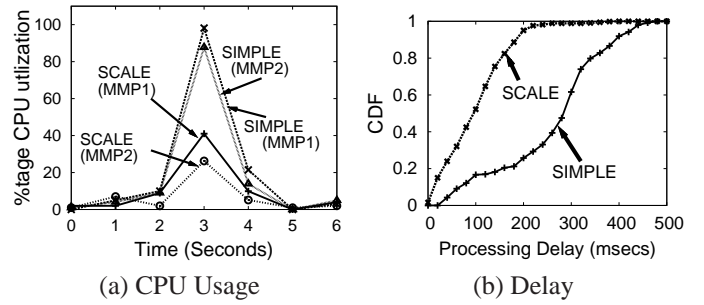 %tage CPU utlization
100
80
60
40
20
0
0 1 2 3 4 5 6
Time (Seconds)
SCALE
(MMP1)
SCALE
(MMP2)
SIMPLE
(MMP2)
SIMPLE
(MMP1)
(a) CPU Usage
CDF
1
0.8
0.6
0.4
0.2
0
0 100 200 300 400 500
Processing Delay (msecs)
SCALE
SIMPLE
(b) Delay